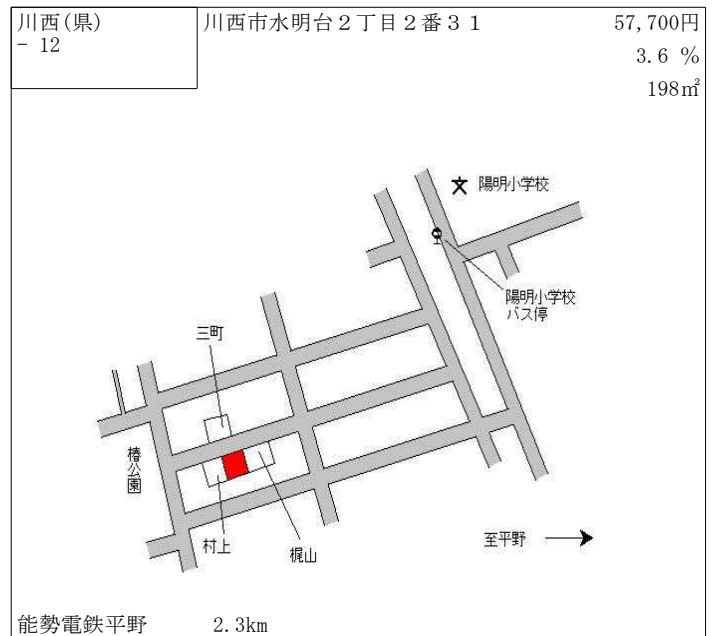 川西(県)
- 12
川西市水明台２丁目２番３１
57,700円
3.6 %
198㎡
陽明小学校
陽明小学校
バス停
三町
椿公園
村上
梶山
至平野
能勢電鉄平野 2.3km